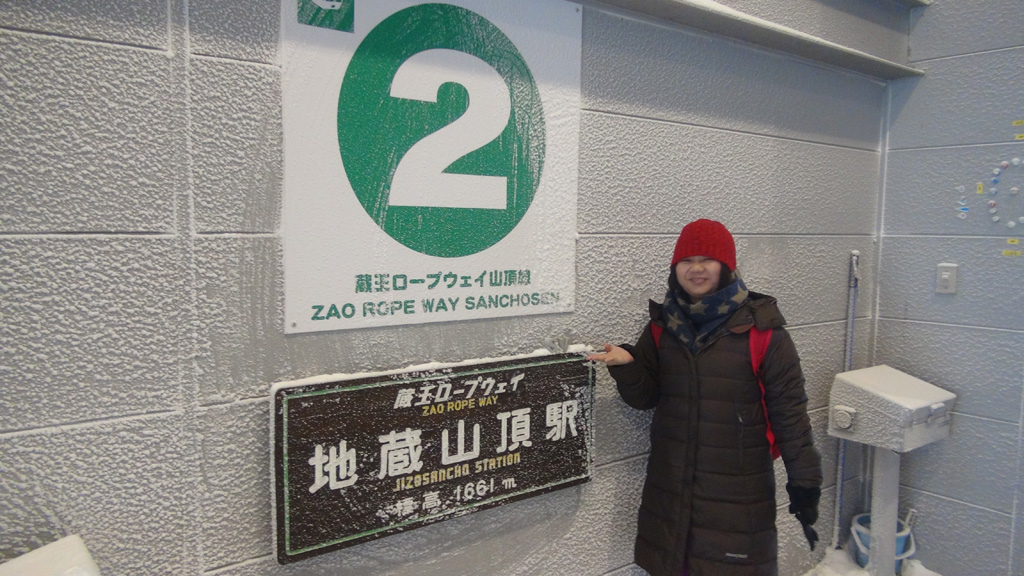 2
蔵王ロープウェイ山頂線
ZAO ROPE WAY SANCHOSEN
蔵王ロープウェイ
ZAO ROPE WAY
地蔵山頂駅
JIZOSANCHO STATION
標高 1661m